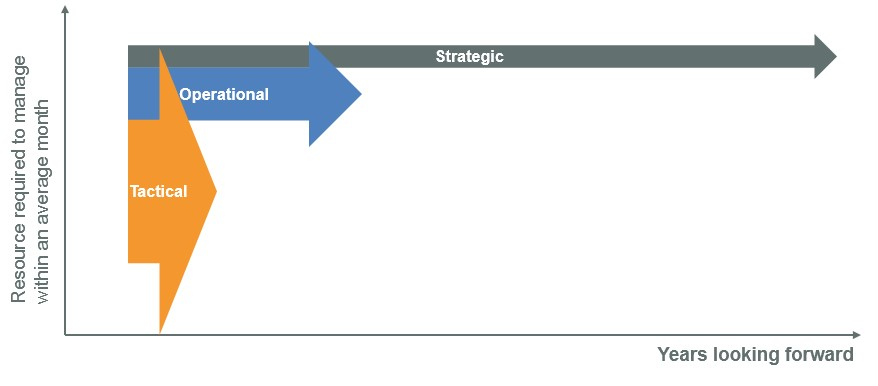 Resource required to manage
within an average month
Strategic
Operational
Tactical
Years looking forward